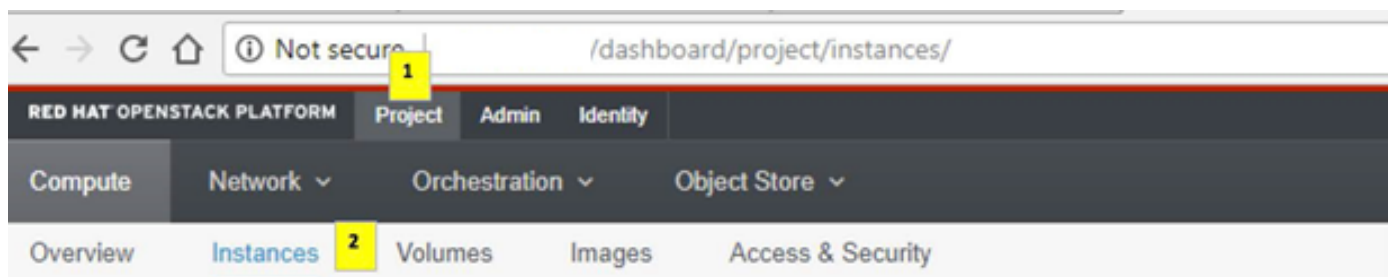 Not secure /dashboard/project/instances/
1
RED HAT OPENSTACK PLATFORM Project Admin Identity
Compute Network Orchestration Object Store
Overview Instances 2 Volumes Images Access & Security